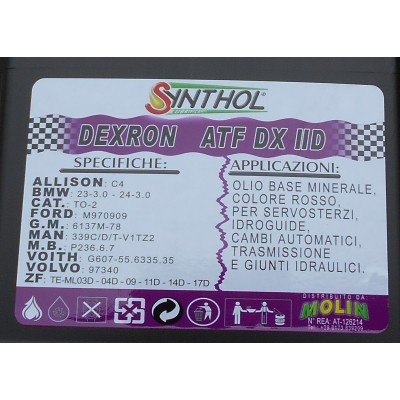 SYNTHOL®
DEXRON ATF DX IID
SPECIFICHE:
ALLISON: C4
BMW: 23-3.0 - 24-3.0
CAT.: TO-2
FORD: M970909
G.M.: 6137M-78
MAN: 339C/D/T-V1TZ2
M.B.: P236.6.7
VOITH: G607-55.6335.35
VOLVO: 97340
ZF: TE-ML03D - 04D - 09 - 11D - 14D - 17D
APPLICAZIONI:
OLIO BASE MINERALE,
COLORE ROSSO,
PER SERVOSTERZI,
IDROGUIDE,
CAMBI AUTOMATICI,
TRASMISSIONE
E GIUNTI IDRAULICI.
DISTRIBUITO DA:
MOLIN
N° REA: AT-126214